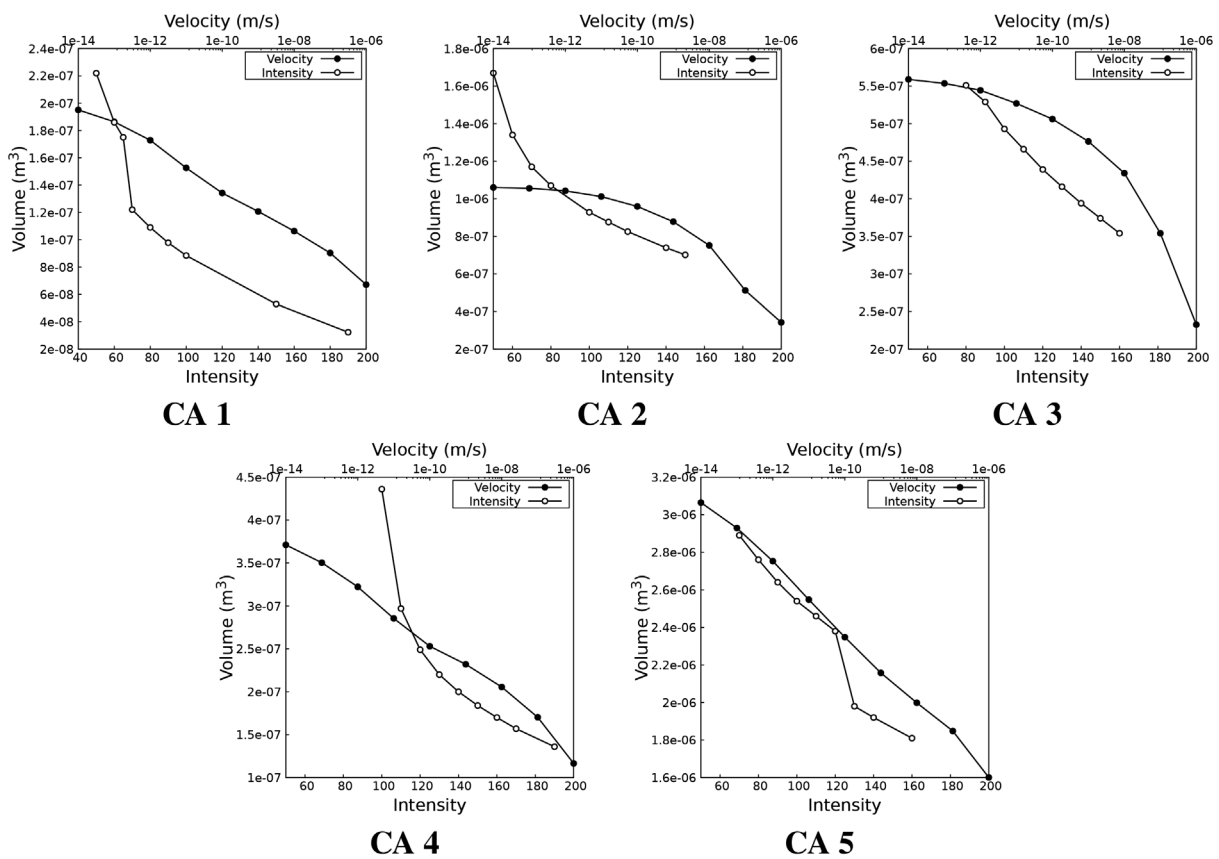 Velocity (m/s)
1e-14 1e-12 1e-10 1e-08 1e-06
2.4e-07
2.2e-07
2e-07
1.8e-07
1.6e-07
1.4e-07
1.2e-07
1e-07
8e-08
6e-08
4e-08
2e-08
Volume (m³)
Velocity
Intensity
40 60 80 100 120 140 160 180 200
Intensity
CA 1
Velocity (m/s)
1e-14 1e-12 1e-10 1e-08 1e-06
1.8e-06
1.6e-06
1.4e-06
1.2e-06
1e-06
8e-07
6e-07
4e-07
2e-07
Volume (m³)
Velocity
Intensity
60 80 100 120 140 160 180 200
Intensity
CA 2
Velocity (m/s)
1e-14 1e-12 1e-10 1e-08 1e-06
6e-07
5.5e-07
5e-07
4.5e-07
4e-07
3.5e-07
3e-07
2.5e-07
2e-07
Volume (m³)
Velocity
Intensity
60 80 100 120 140 160 180 200
Intensity
CA 3
Velocity (m/s)
1e-14 1e-12 1e-10 1e-08 1e-06
4.5e-07
4e-07
3.5e-07
3e-07
2.5e-07
2e-07
1.5e-07
1e-07
Volume (m³)
Velocity
Intensity
60 80 100 120 140 160 180 200
Intensity
CA 4
Velocity (m/s)
1e-14 1e-12 1e-10 1e-08 1e-06
3.2e-06
3e-06
2.8e-06
2.6e-06
2.4e-06
2.2e-06
2e-06
1.8e-06
1.6e-06
Volume (m³)
Velocity
Intensity
60 80 100 120 140 160 180 200
Intensity
CA 5